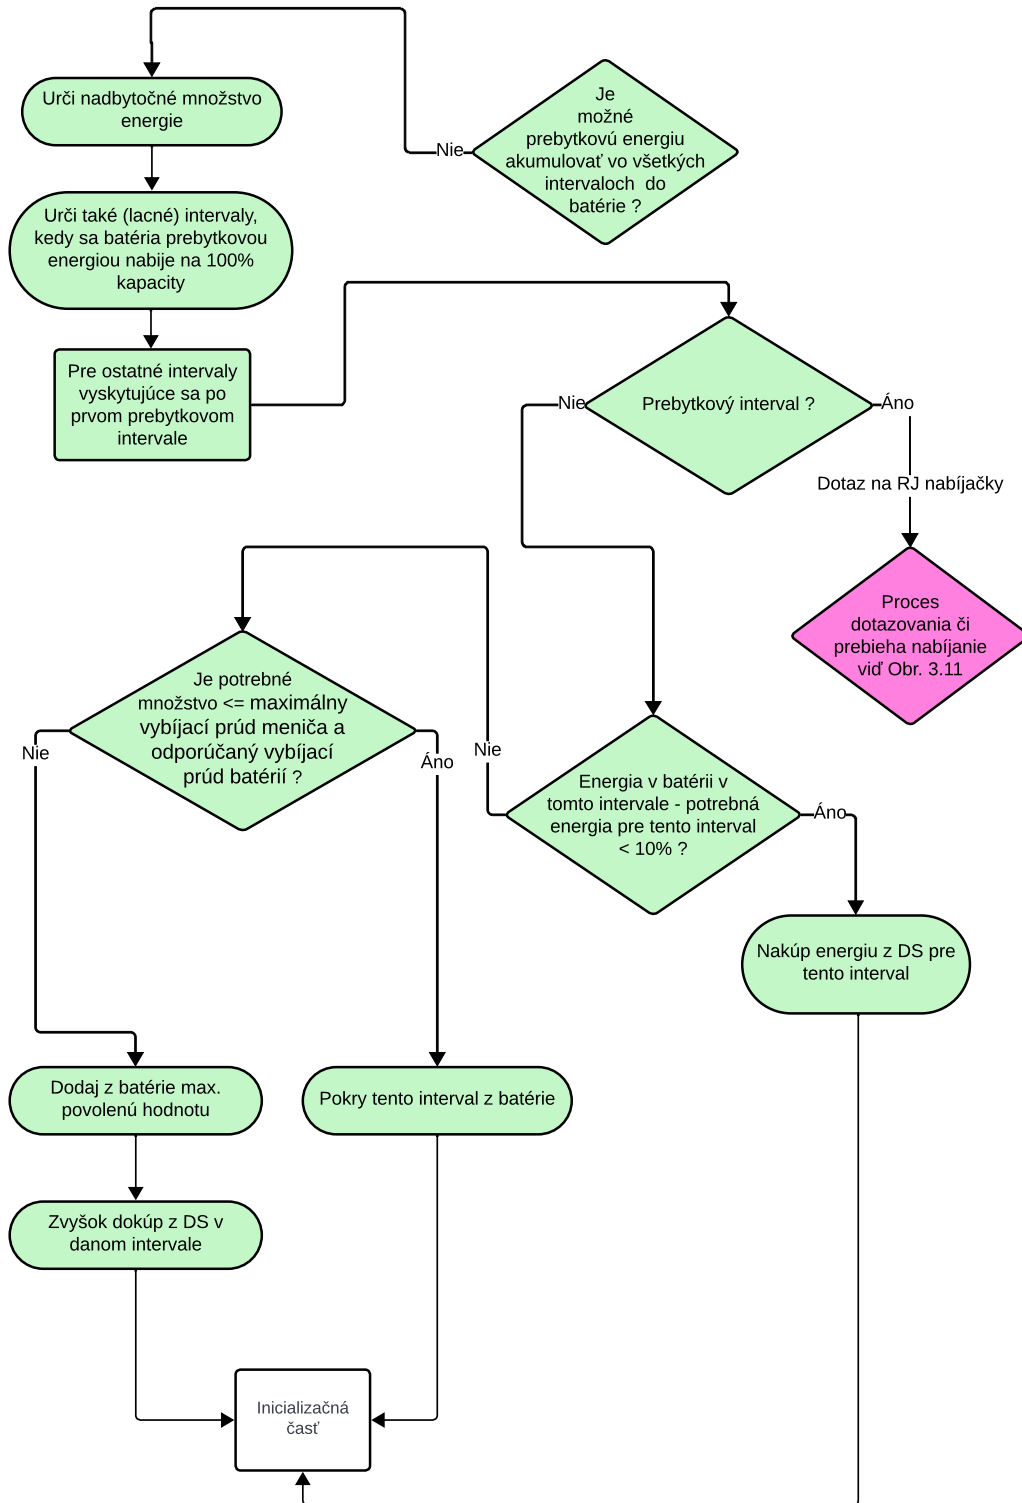 Je
možné
prebytkovú energiu
akumulovať vo všetkých
intervaloch do
batérie ?
Nie
Urči nadbytočné množstvo
energie
Urči také (lacné) intervaly,
kedy sa batéria prebytkovou
energiou nabije na 100%
kapacity
Pre ostatné intervaly
vyskytujúce sa po
prvom prebytkovom
intervale
Prebytkový interval ?
Nie
Áno
Dotaz na RJ nabíjačky
Proces
dotazovania či
prebieha nabíjanie
viď Obr. 3.11
Energia v batérii v
tomto intervale - potrebná
energia pre tento interval
< 10% ?
Nie
Áno
Je potrebné
množstvo <= maximálny
vybíjací prúd meniča a
odporúčaný vybíjací
prúd batérií ?
Nie
Áno
Nakúp energiu z DS pre
tento interval
Dodaj z batérie max.
povolenú hodnotu
Pokry tento interval z batérie
Zvyšok dokúp z DS v
danom intervale
Inicializačná
časť